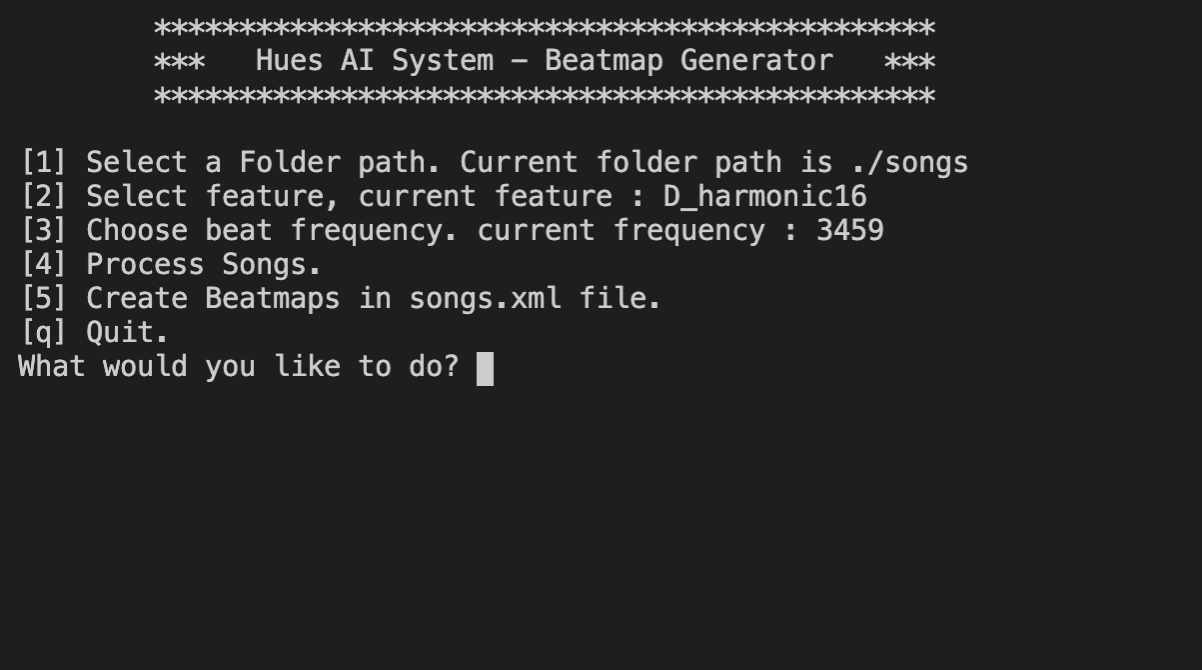 **********************************************
***   Hues AI System – Beatmap Generator   ***
**********************************************
[1] Select a Folder path. Current folder path is ./songs
[2] Select feature, current feature : D_harmonic16
[3] Choose beat frequency. current frequency : 3459
[4] Process Songs.
[5] Create Beatmaps in songs.xml file.
[q] Quit.
What would you like to do?